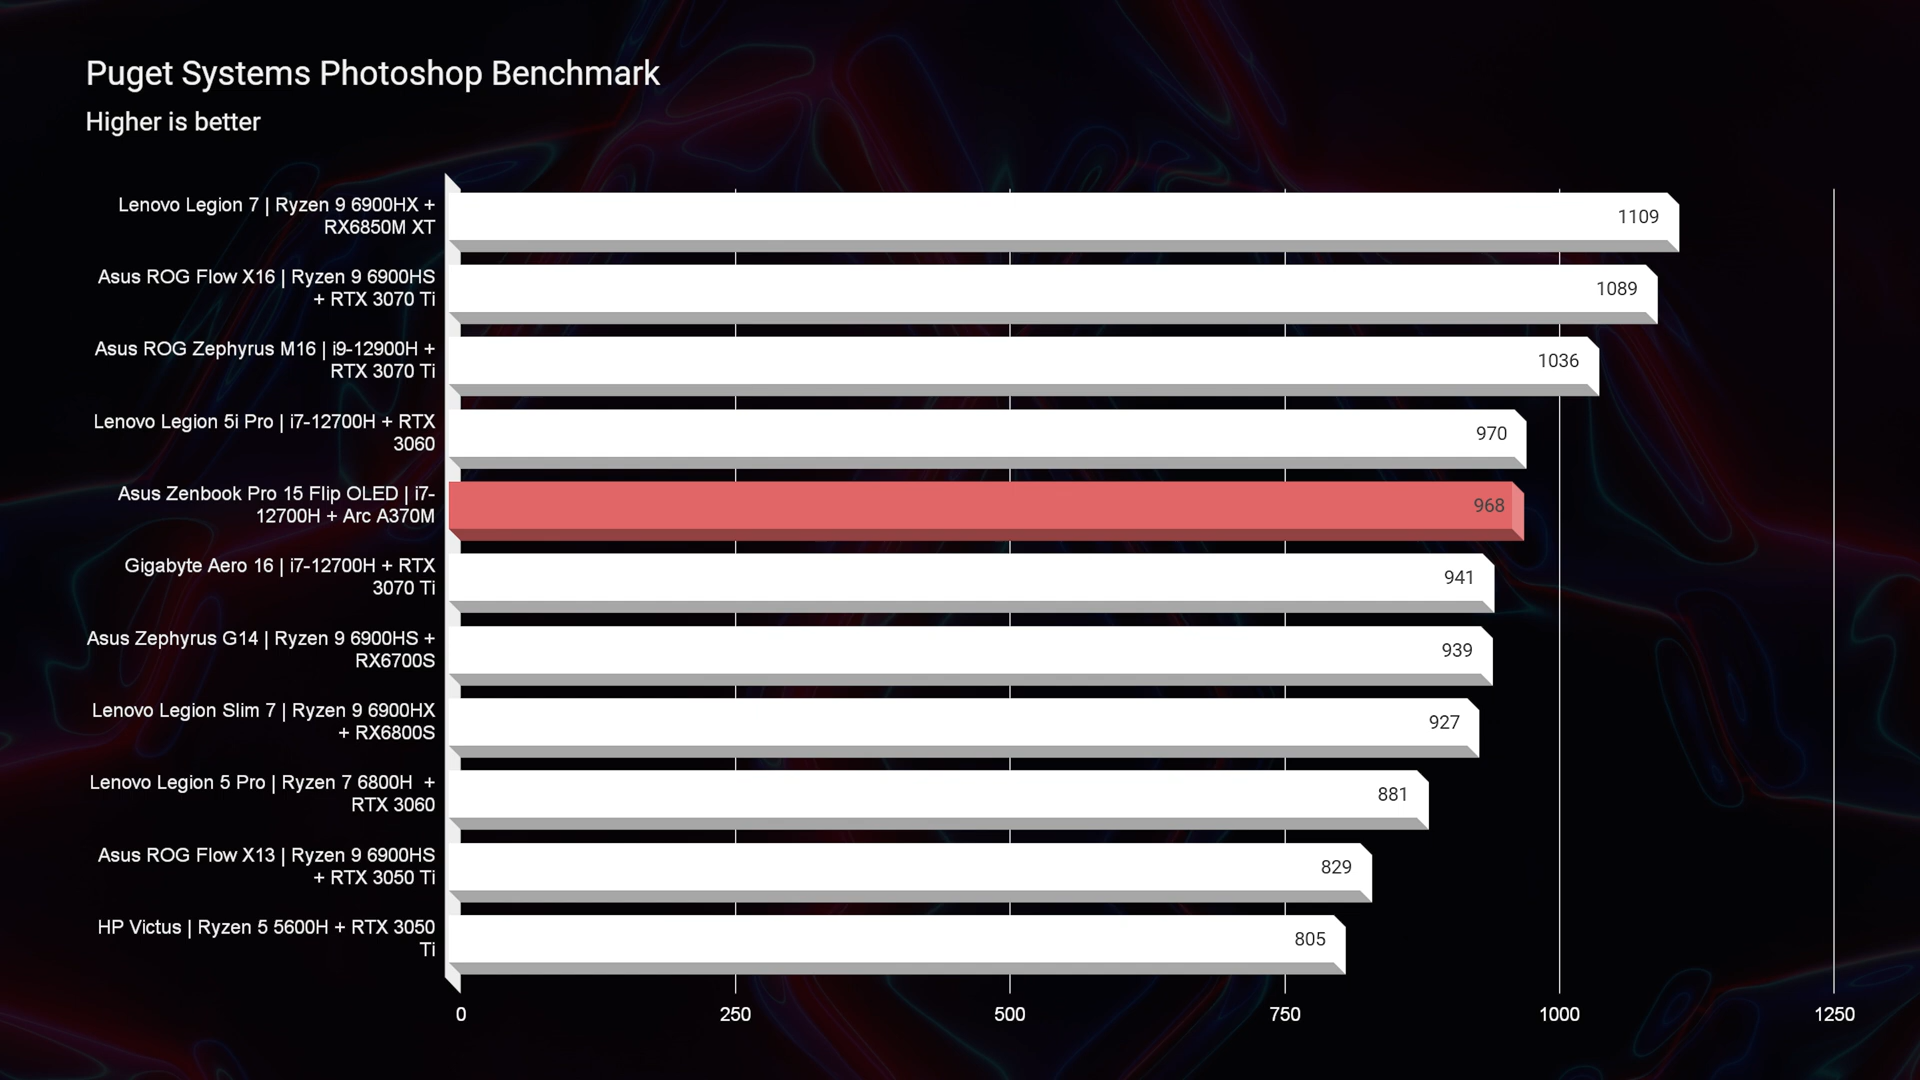 Puget Systems Photoshop Benchmark
Higher is better
Lenovo Legion 7 | Ryzen 9 6900HX +
RX6850M XT
1109
Asus ROG Flow X16 | Ryzen 9 6900HS
+ RTX 3070 Ti
1089
Asus ROG Zephyrus M16 | i9-12900H +
RTX 3070 Ti
1036
Lenovo Legion 5i Pro | i7-12700H + RTX
3060
970
Asus Zenbook Pro 15 Flip OLED | i7-
12700H + Arc A370M
968
Gigabyte Aero 16 | i7-12700H + RTX
3070 Ti
941
Asus Zephyrus G14 | Ryzen 9 6900HS +
RX6700S
939
Lenovo Legion Slim 7 | Ryzen 9 6900HX
+ RX6800S
927
Lenovo Legion 5 Pro | Ryzen 7 6800H  +
RTX 3060
881
Asus ROG Flow X13 | Ryzen 9 6900HS
+ RTX 3050 Ti
829
HP Victus | Ryzen 5 5600H + RTX 3050
Ti
805
0 250 500 750 1000 1250